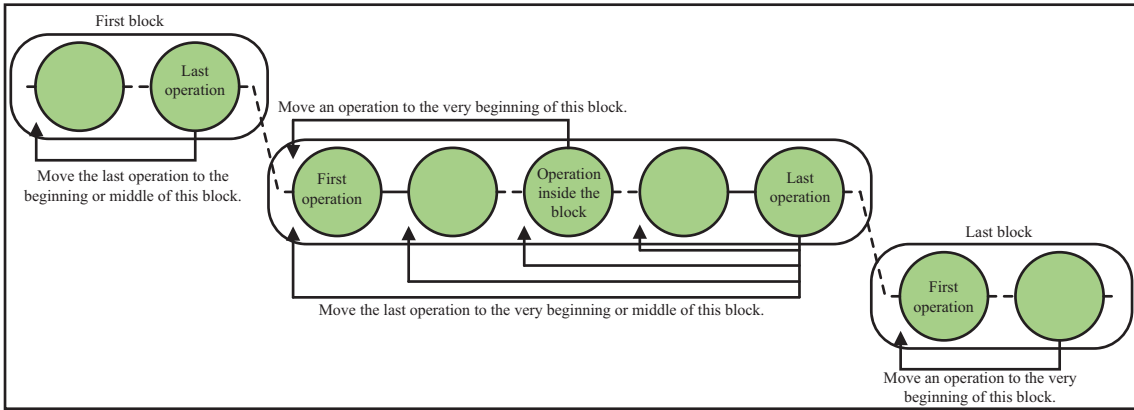 First block
Last
operation
Move the last operation to the
beginning or middle of this block.
Move an operation to the very beginning of this block.
First
operation
Operation
inside the
block
Last
operation
Move the last operation to the very beginning or middle of this block.
Last block
First
operation
Move an operation to the very
beginning of this block.